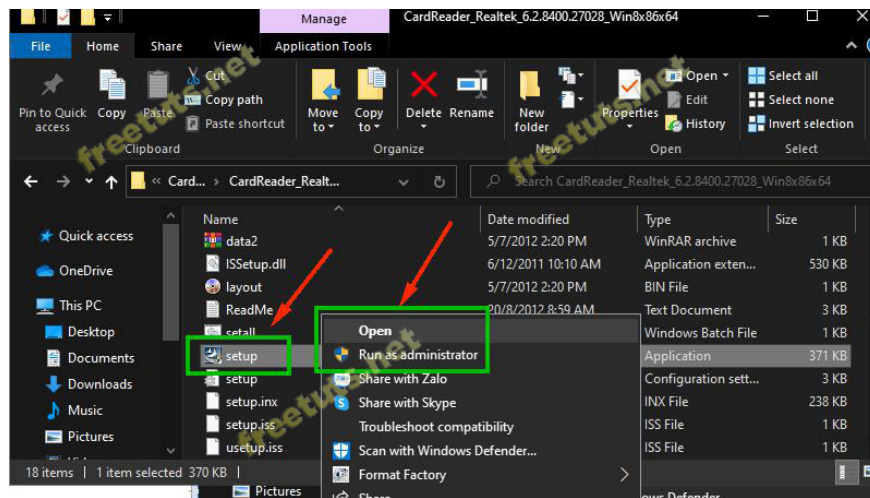 Manage CardReader_Realtek_6.2.8400.27028_Win8x86x64
File Home Share View Application Tools
Pin to Quick access
Copy
Paste
Cut
Copy path
Paste shortcut
Move to
Copy to
Delete
Rename
New folder
Properties
Open
Edit
History
Select all
Select none
Invert selection
Clipboard Organize New Open Select
« Card... › CardReader_Realt... Search CardReader_Realtek_6.2.8400.27028_Win8x86x64
Quick access
OneDrive
This PC
Desktop
Documents
Downloads
Music
Pictures
Name Date modified Type Size
data2 5/7/2012 2:20 PM WinRAR archive 1 KB
ISSetup.dll 6/12/2011 10:10 AM Application exten... 530 KB
layout 5/7/2012 2:20 PM BIN File 1 KB
ReadMe 20/8/2012 8:59 AM Text Document 3 KB
setall Windows Batch File 1 KB
setup Application 371 KB
setup Configuration sett... 3 KB
setup.inx INX File 238 KB
setup.iss ISS File 1 KB
usetup.iss ISS File 1 KB
Open
Run as administrator
Share with Zalo
Share with Skype
Troubleshoot compatibility
Scan with Windows Defender...
Format Factory
Share
18 items 1 item selected 370 KB
Pictures
freetuts.net
freetuts.net
freetuts.net